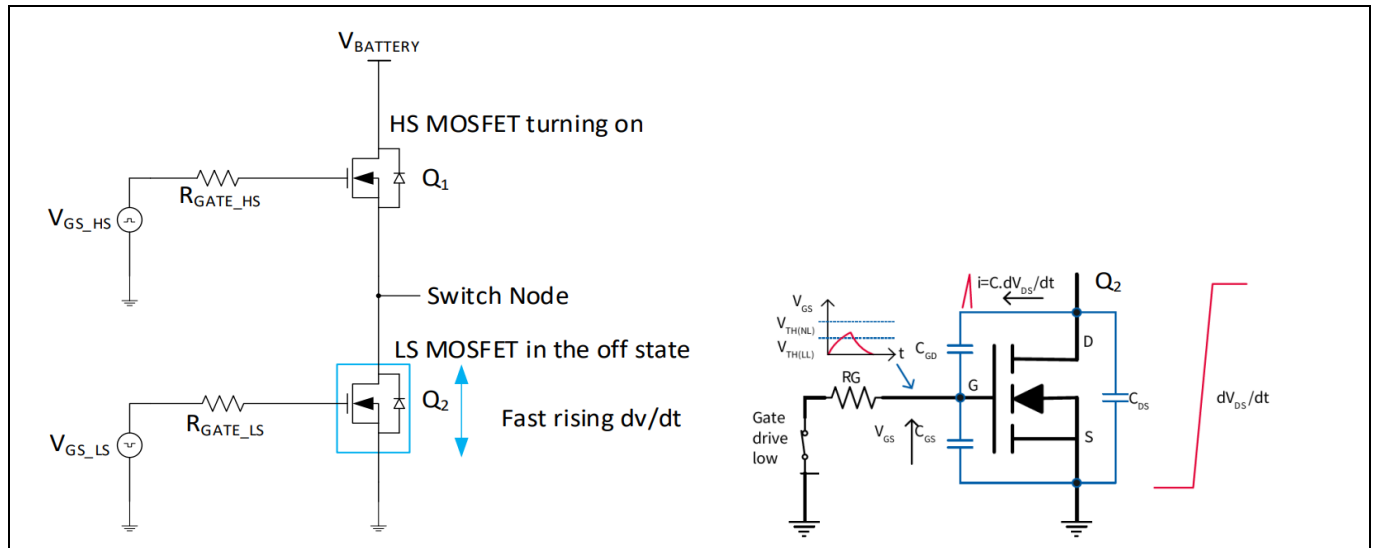 VBATTERY
HS MOSFET turning on
Q1
RGATE_HS
VGS_HS
Switch Node
LS MOSFET in the off state
Q2
Fast rising dv/dt
RGATE_LS
VGS_LS
i=C.dVDS/dt
Q2
VGS
VTH(NL)
VTH(LL)
t
CGD
D
RG
G
CDS
dVDS/dt
Gate
drive
low
VGS
CGS
S